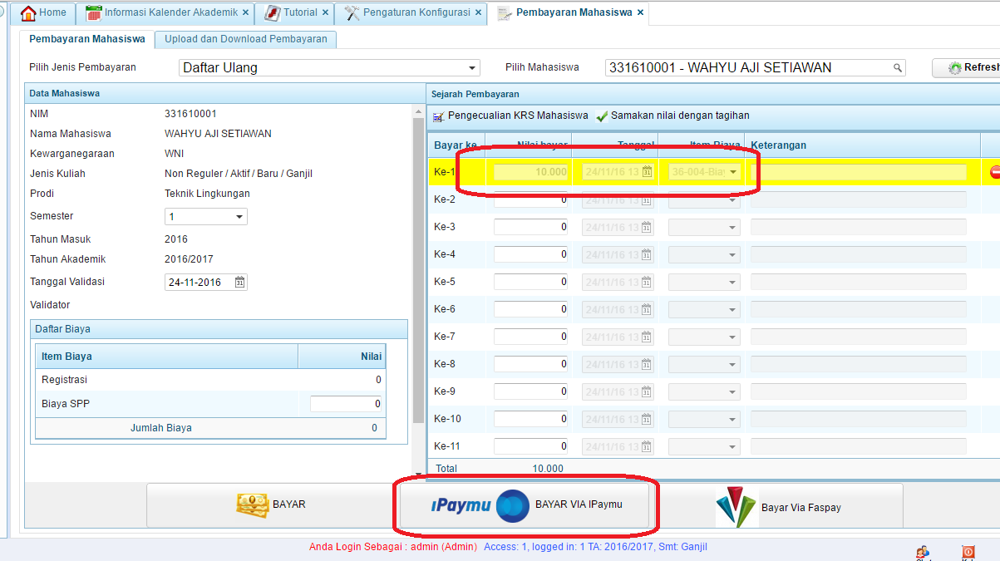 Home Informasi Kalender Akademik × Tutorial × Pengaturan Konfigurasi × Pembayaran Mahasiswa ×
Pembayaran Mahasiswa Upload dan Download Pembayaran
Pilih Jenis Pembayaran Daftar Ulang Pilih Mahasiswa 331610001 - WAHYU AJI SETIAWAN Refresh
Data Mahasiswa
NIM 331610001
Nama Mahasiswa WAHYU AJI SETIAWAN
Kewarganegaraan WNI
Jenis Kuliah Non Reguler / Aktif / Baru / Ganjil
Prodi Teknik Lingkungan
Semester 1
Tahun Masuk 2016
Tahun Akademik 2016/2017
Tanggal Validasi 24-11-2016
Validator
Daftar Biaya
Item Biaya Nilai
Registrasi 0
Biaya SPP 0
Jumlah Biaya 0
Sejarah Pembayaran
Pengecualian KRS Mahasiswa Samakan nilai dengan tagihan
Bayar ke Nilai bayar Tanggal Item Biaya Keterangan
Ke-1 10.000 24/11/16 13 36-004-Bia
Ke-2 0 24/11/16 13
Ke-3 0 24/11/16 13
Ke-4 0 24/11/16 13
Ke-5 0 24/11/16 13
Ke-6 0 24/11/16 13
Ke-7 0 24/11/16 13
Ke-8 0 24/11/16 13
Ke-9 0 24/11/16 13
Ke-10 0 24/11/16 13
Ke-11 0 24/11/16 13
Total 10.000
BAYAR iPaymu BAYAR VIA IPaymu Bayar Via Faspay
Anda Login Sebagai : admin (Admin) Access: 1, logged in: 1 TA: 2016/2017, Smt: Ganjil